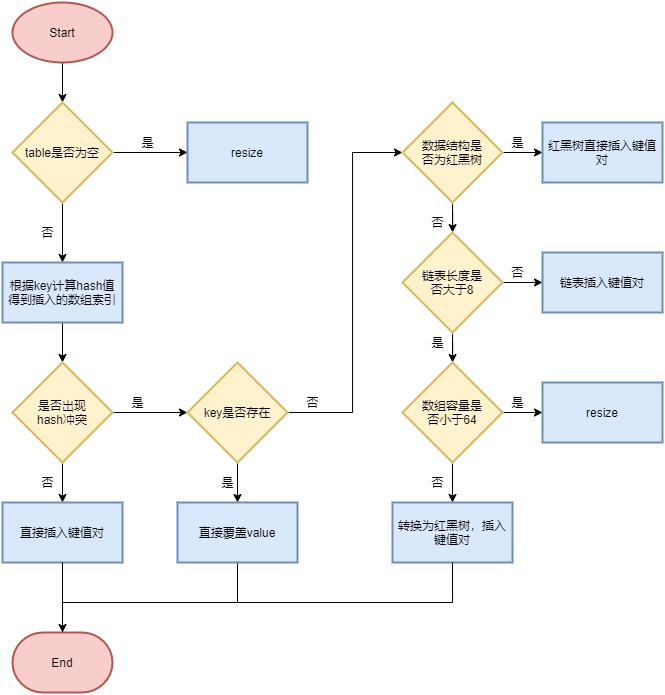 Start
table是否为空
是
resize
否
根据key计算hash值
得到插入的数组索引
是否出现
hash冲突
是
key是否存在
否
否
是
直接插入键值对
直接覆盖value
数据结构是
否为红黑树
是
红黑树直接插入键值
对
否
链表长度是
否大于8
否
链表插入键值对
是
数组容量是
否小于64
是
resize
否
转换为红黑树，插入
键值对
End